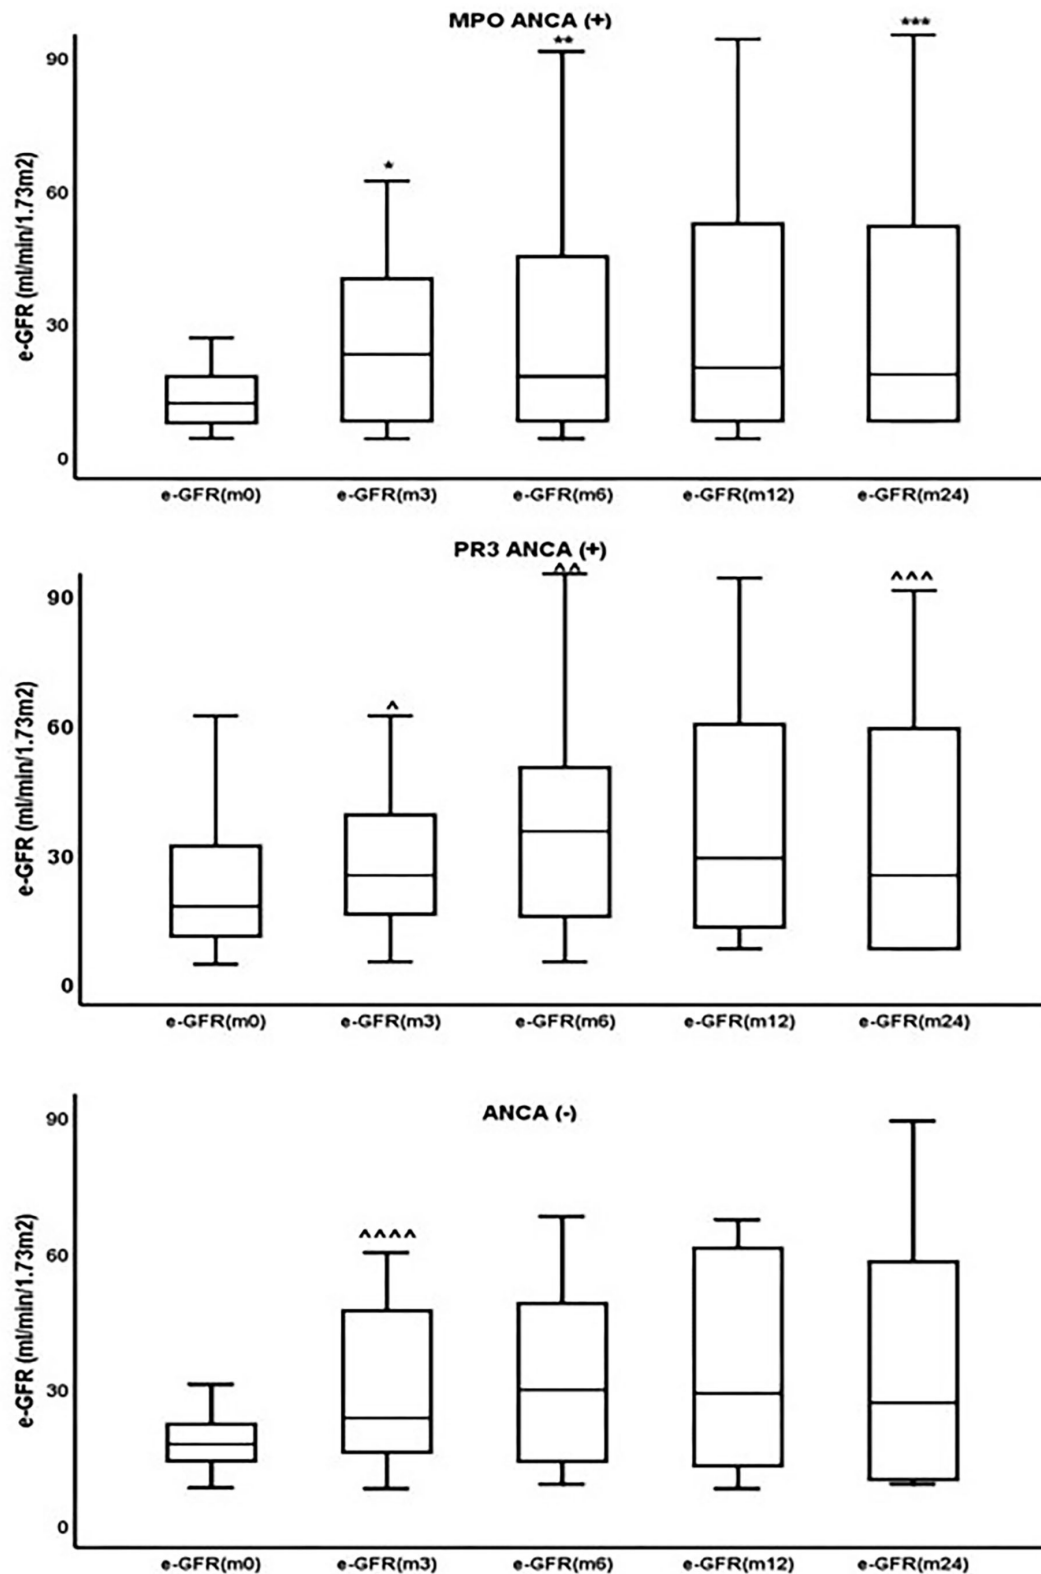 MPO ANCA (+)
***
**
90
*
60
e-GFR (ml/min/1.73m2)
30
0
e-GFR(m0) e-GFR(m3) e-GFR(m6) e-GFR(m12) e-GFR(m24)
PR3 ANCA (+)
^^
^^^
90
^
60
e-GFR (ml/min/1.73m2)
30
0
e-GFR(m0) e-GFR(m3) e-GFR(m6) e-GFR(m12) e-GFR(m24)
ANCA (-)
90
^^^^
60
e-GFR (ml/min/1.73m2)
30
0
e-GFR(m0) e-GFR(m3) e-GFR(m6) e-GFR(m12) e-GFR(m24)